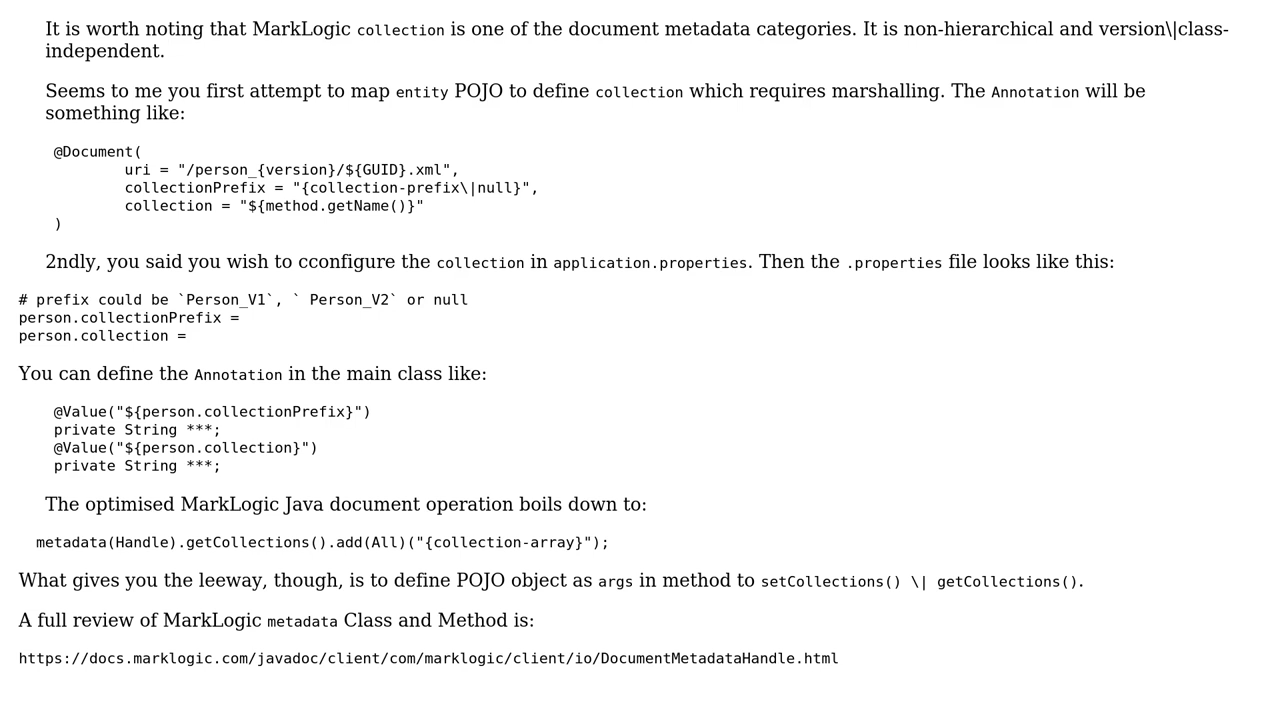 It is worth noting that MarkLogic collection is one of the document metadata categories. It is non-hierarchical and version\|class-
independent.
Seems to me you first attempt to map entity POJO to define collection which requires marshalling. The Annotation will be
something like:
@Document(
uri = "/person_{version}/${GUID}.xml",
collectionPrefix = "{collection-prefix\|null}",
collection = "${method.getName()}"
)
2ndly, you said you wish to cconfigure the collection in application.properties. Then the .properties file looks like this:
# prefix could be `Person_V1`, ` Person_V2` or null
person.collectionPrefix =
person.collection =
You can define the Annotation in the main class like:
@Value("${person.collectionPrefix}")
private String ***;
@Value("${person.collection}")
private String ***;
The optimised MarkLogic Java document operation boils down to:
metadata(Handle).getCollections().add(All)("{collection-array}");
What gives you the leeway, though, is to define POJO object as args in method to setCollections() \| getCollections().
A full review of MarkLogic metadata Class and Method is:
https://docs.marklogic.com/javadoc/client/com/marklogic/client/io/DocumentMetadataHandle.html